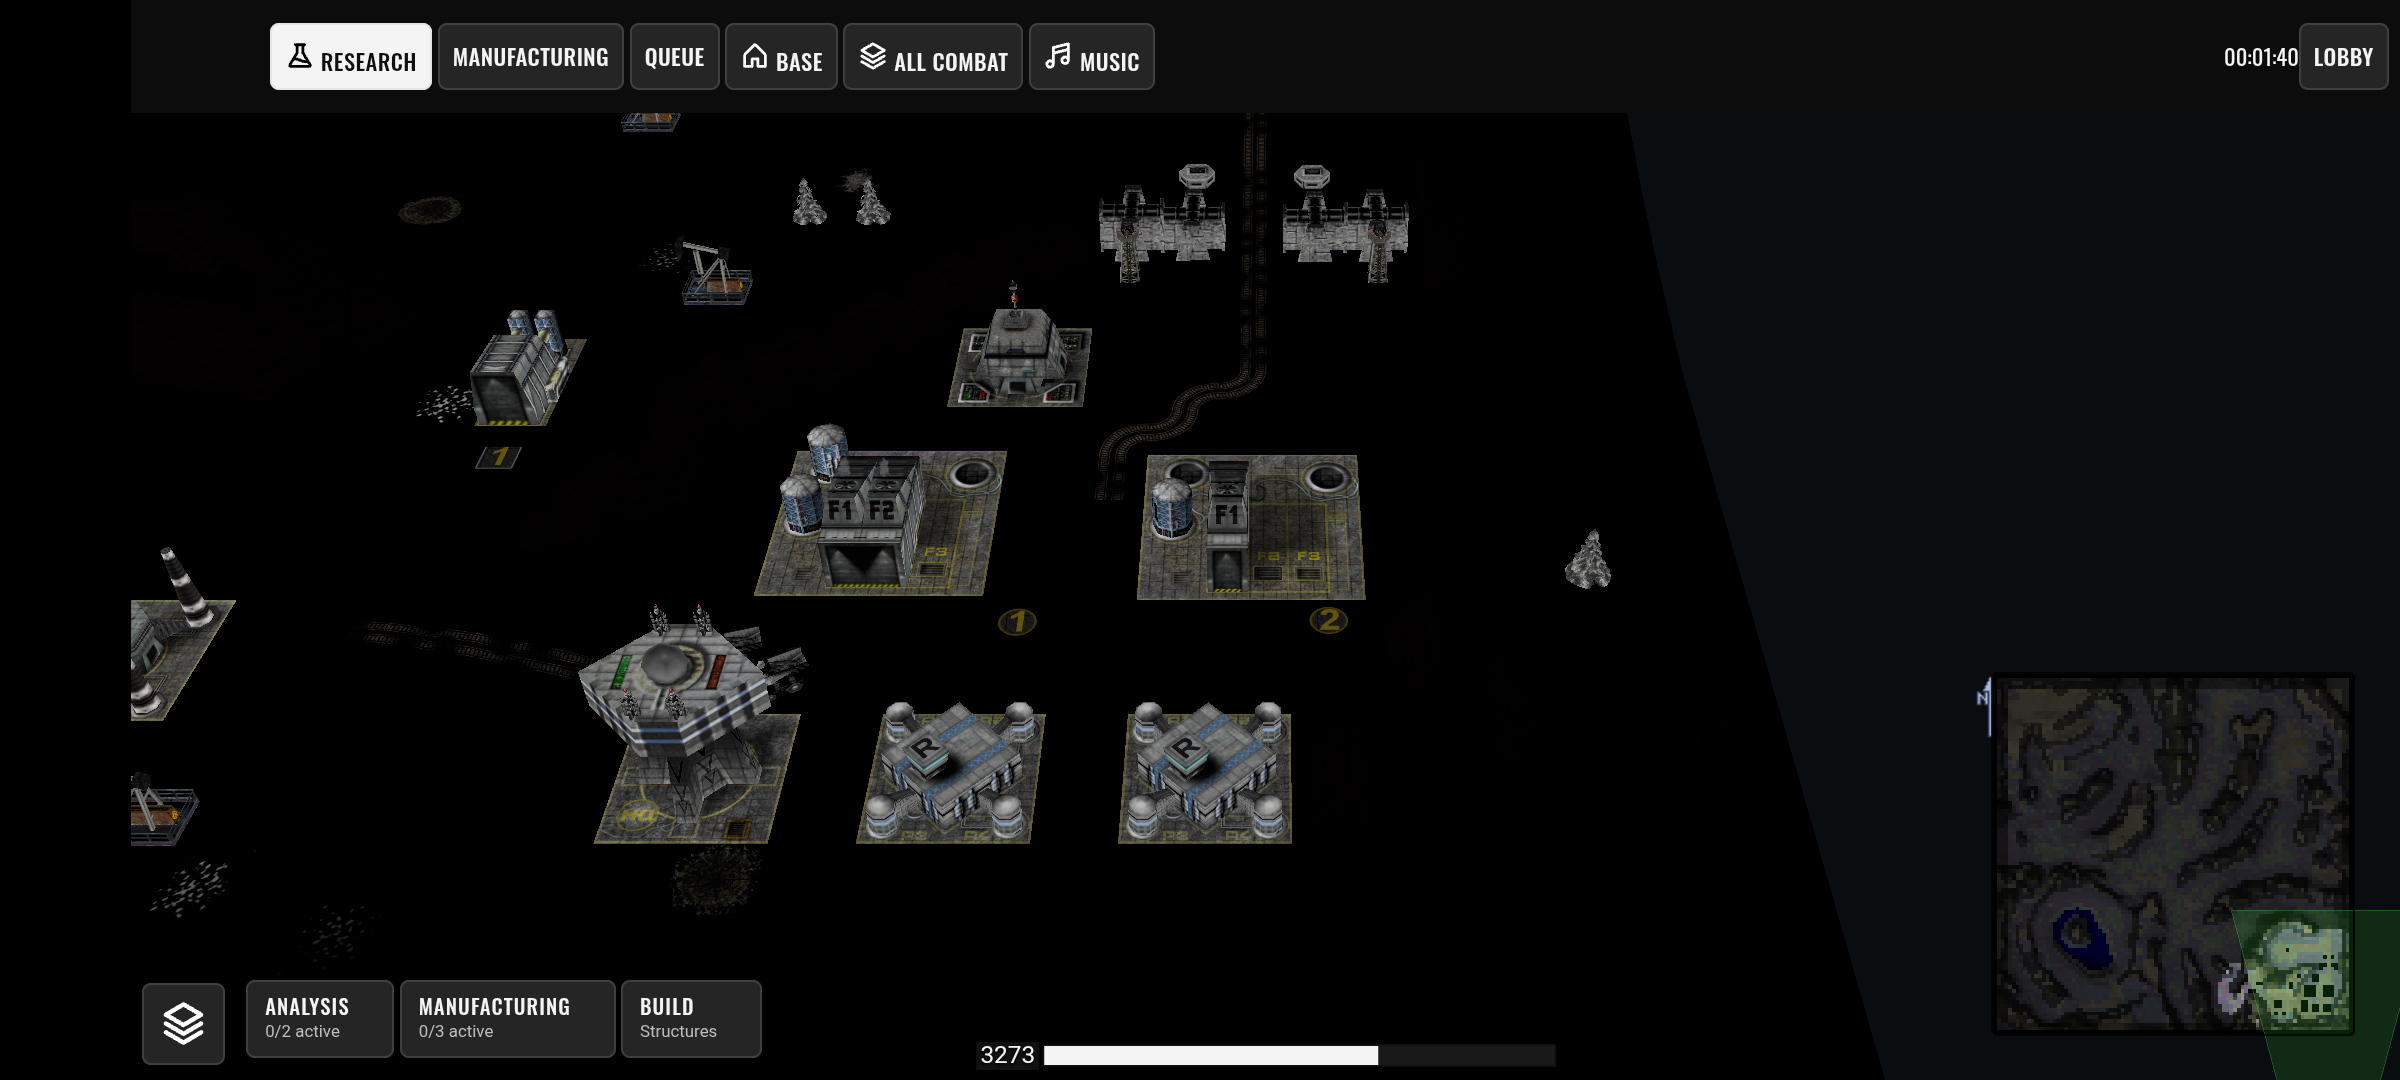 RESEARCH
MANUFACTURING
QUEUE
BASE
ALL COMBAT
MUSIC
00:01:40
LOBBY
1
F1
F2
F3
F1
F3
1
2
N
HQ
R
R
ANALYSIS
0/2 active
MANUFACTURING
0/3 active
BUILD
Structures
3273